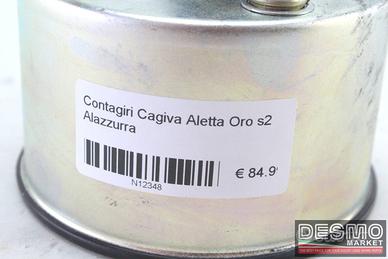 Contagiri Cagiva Aletta Oro s2
Alazzurra
€ 84.9
N12348
DESMO
MARKET